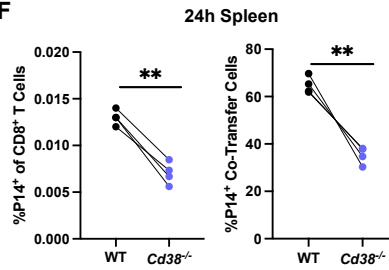 F
24h Spleen
%P14⁺ of CD8⁺ T Cells
0.020
0.015
0.010
0.005
0.000
**
WT
Cd38⁻/⁻
%P14⁺ Co-Transfer Cells
80
60
40
20
0
**
WT
Cd38⁻/⁻